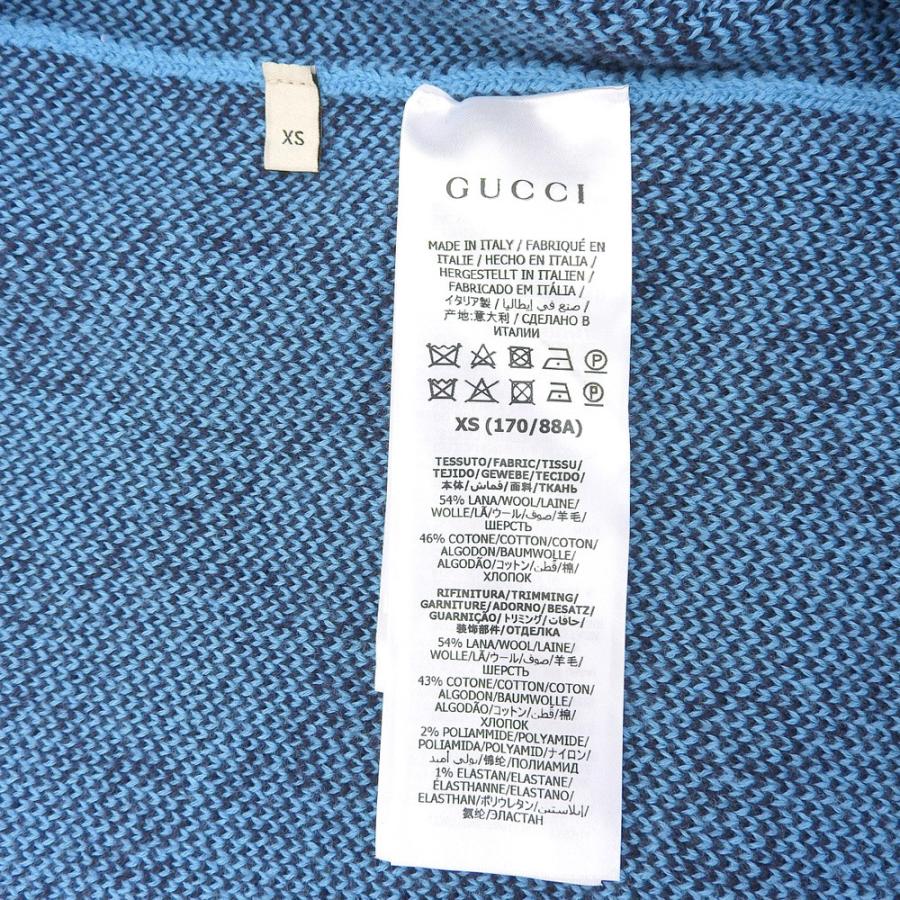 XS
GUCCI
MADE IN ITALY / FABRIQUÉ EN
ITALIE / HECHO EN ITALIA /
HERGESTELLT IN ITALIEN /
FABRICADO EM ITÁLIA /
イタリア製 / صنع في إيطاليا /
产地:意大利 / СДЕЛАНО В
ИТАЛИИ
P
P
XS (170/88A)
TESSUTO/FABRIC/TISSU/
TEJIDO/GEWEBE/TECIDO/
本体/قماش/面料/ТКАНЬ
54% LANA/WOOL/LAINE/
WOLLE/LÃ/ウール/صوف/羊毛/
ШЕРСТЬ
46% COTONE/COTTON/COTON/
ALGODON/BAUMWOLLE/
ALGODÃO/コットン/قطن/棉/
ХЛОПОК
RIFINITURA/TRIMMING/
GARNITURE/ADORNO/BESATZ/
GUARNIÇÃO/トリミング/حافات/
装饰部件/ОТДЕЛКА
54% LANA/WOOL/LAINE/
WOLLE/LÃ/ウール/صوف/羊毛/
ШЕРСТЬ
43% COTONE/COTTON/COTON/
ALGODON/BAUMWOLLE/
ALGODÃO/コットン/قطن/棉/
ХЛОПОК
2% POLIAMMIDE/POLYAMIDE/
POLIAMIDA/POLYAMID/ナイロン/
بولي أميد/锦纶/ПОЛИАМИД
1% ELASTAN/ELASTANE/
ÉLASTHANNE/ELASTANO/
ELASTHAN/ポリウレタン/إيلاستين/
氨纶/ЭЛАСТАН